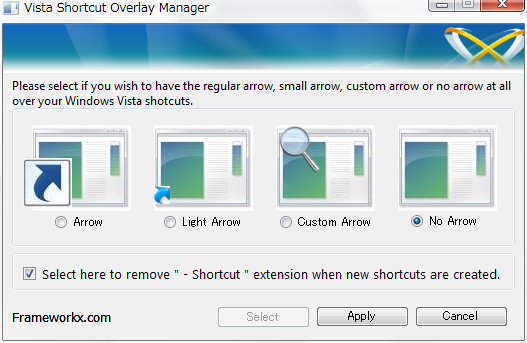 Vista Shortcut Overlay Manager
Please select if you wish to have the regular arrow, small arrow, custom arrow or no arrow at all
over your Windows Vista shotcuts.
Arrow
Light Arrow
Custom Arrow
No Arrow
Select here to remove " - Shortcut " extension when new shortcuts are created.
Frameworkx.com
Select
Apply
Cancel